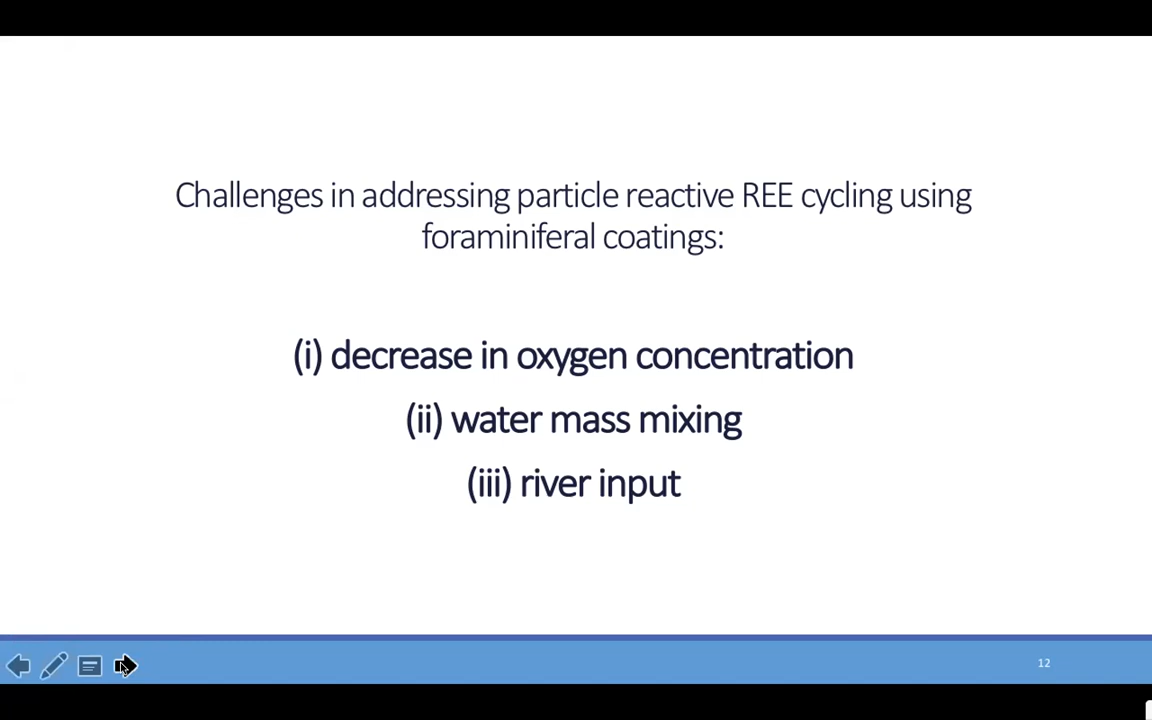 Challenges in addressing particle reactive REE cycling using
foraminiferal coatings:
(i) decrease in oxygen concentration
(ii) water mass mixing
(iii) river input
12